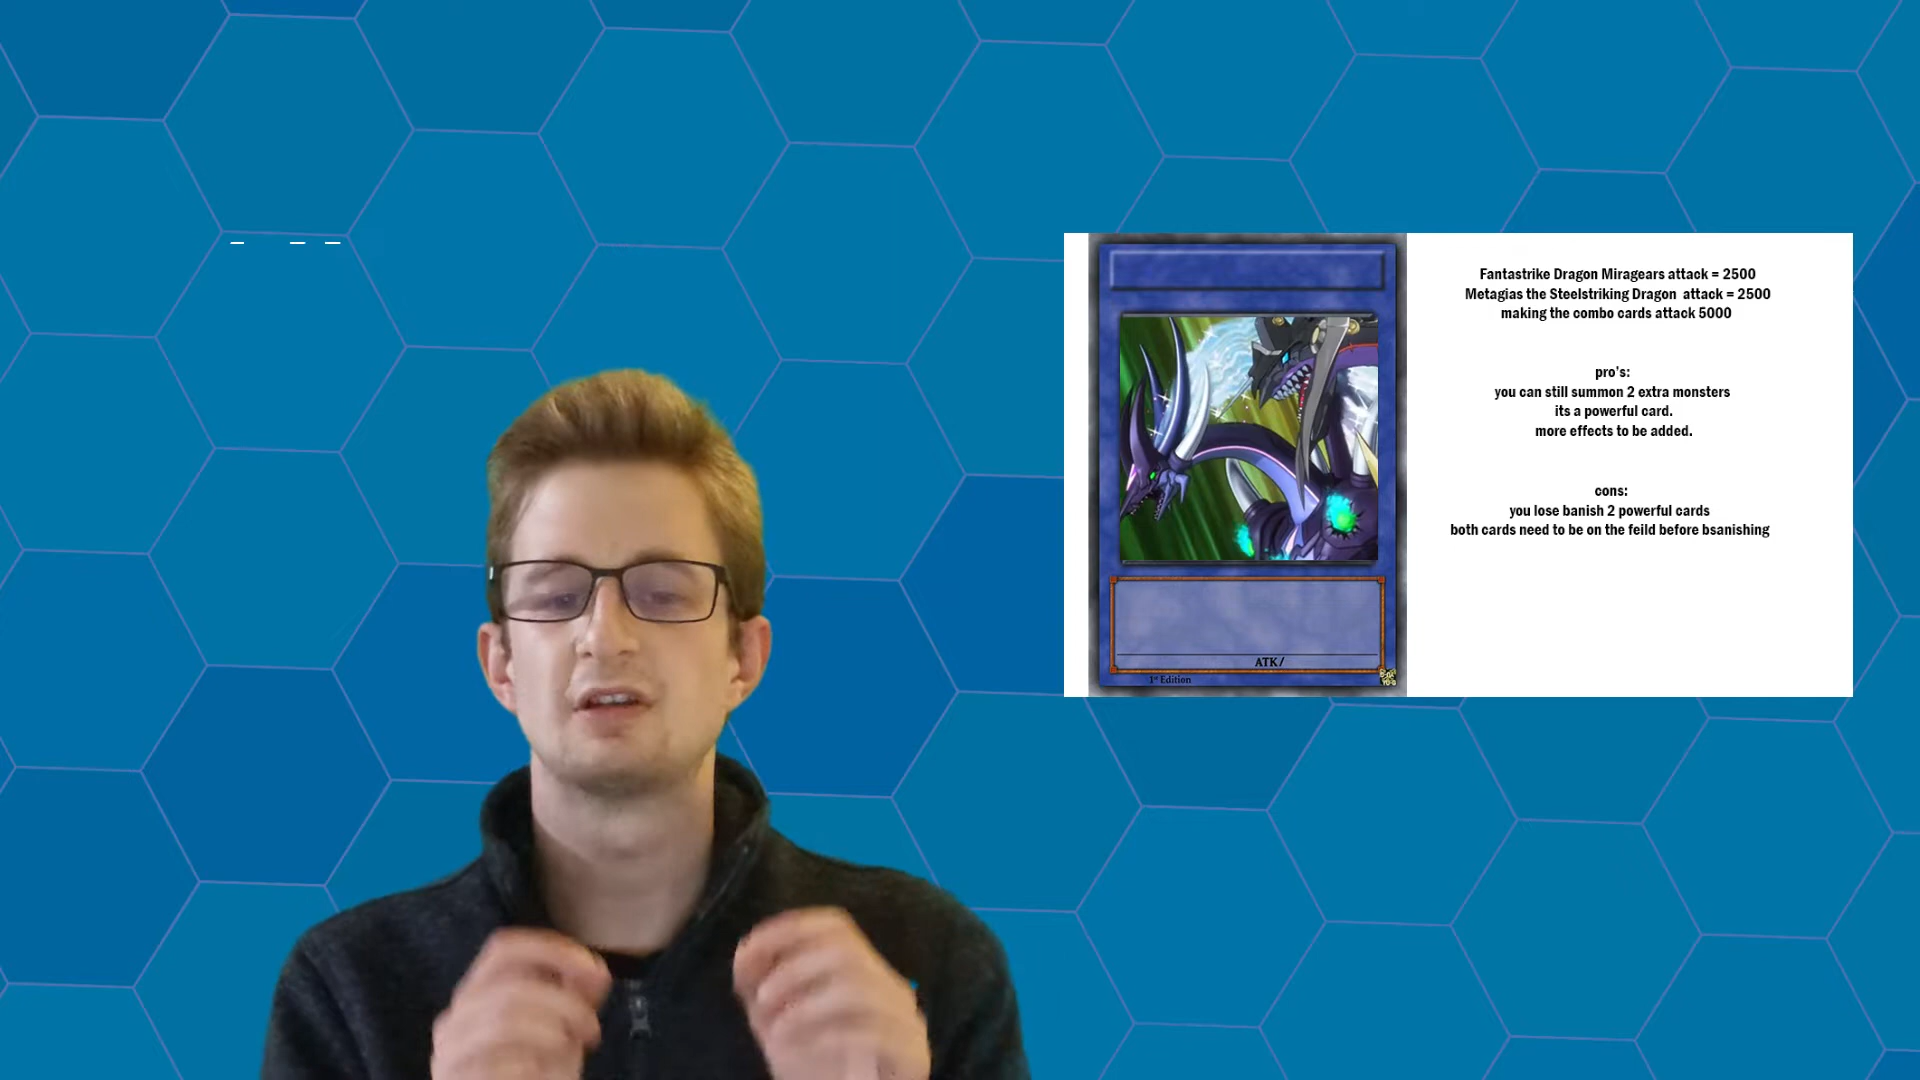 Fantastrike Dragon Miragears attack = 2500
Metagias the Steelstriking Dragon attack = 2500
making the combo cards attack 5000
pro's:
you can still summon 2 extra monsters
its a powerful card.
more effects to be added.
cons:
you lose banish 2 powerful cards
both cards need to be on the feild before bsanishing
ATK/
1st Edition